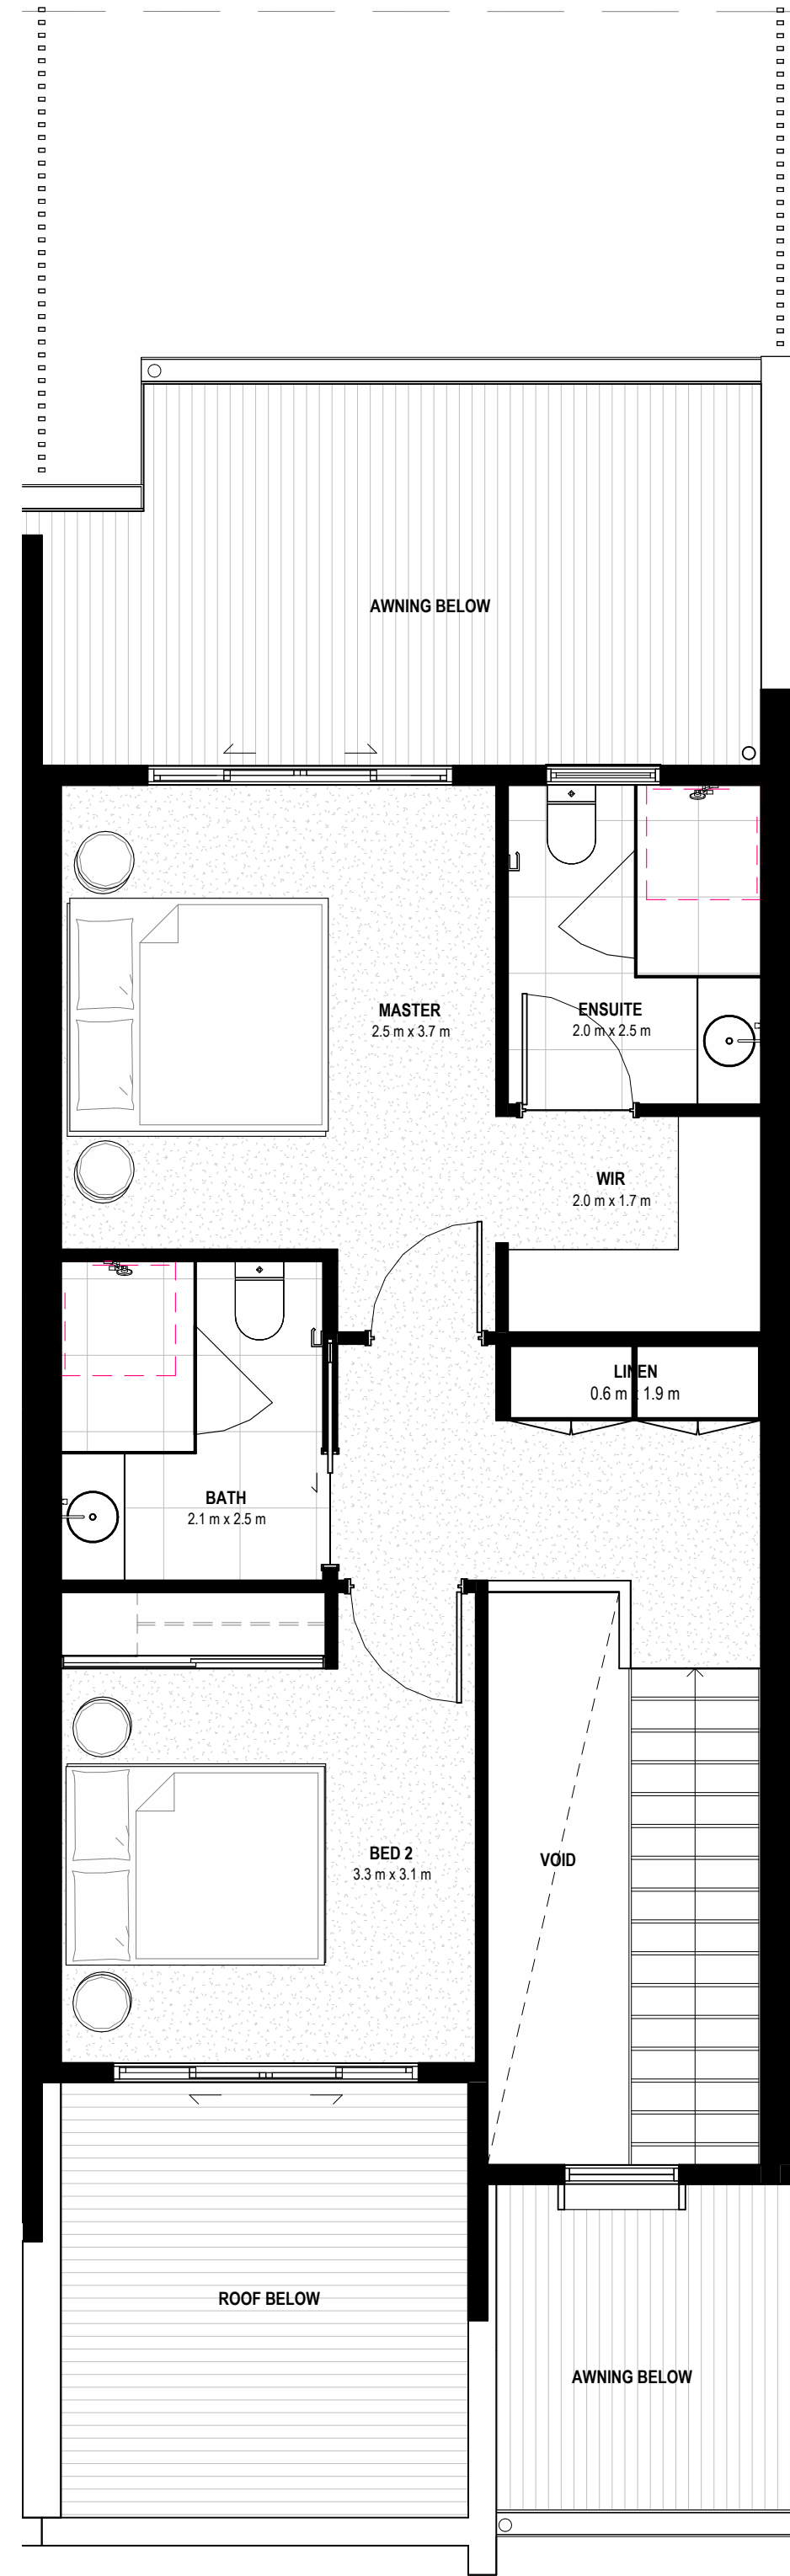 AWNING BELOW
MASTER
2.5 m x 3.7 m
ENSUITE
2.0 m x 2.5 m
WIR
2.0 m x 1.7 m
LINEN
0.6 m x 1.9 m
BATH
2.1 m x 2.5 m
BED 2
3.3 m x 3.1 m
VOID
ROOF BELOW
AWNING BELOW